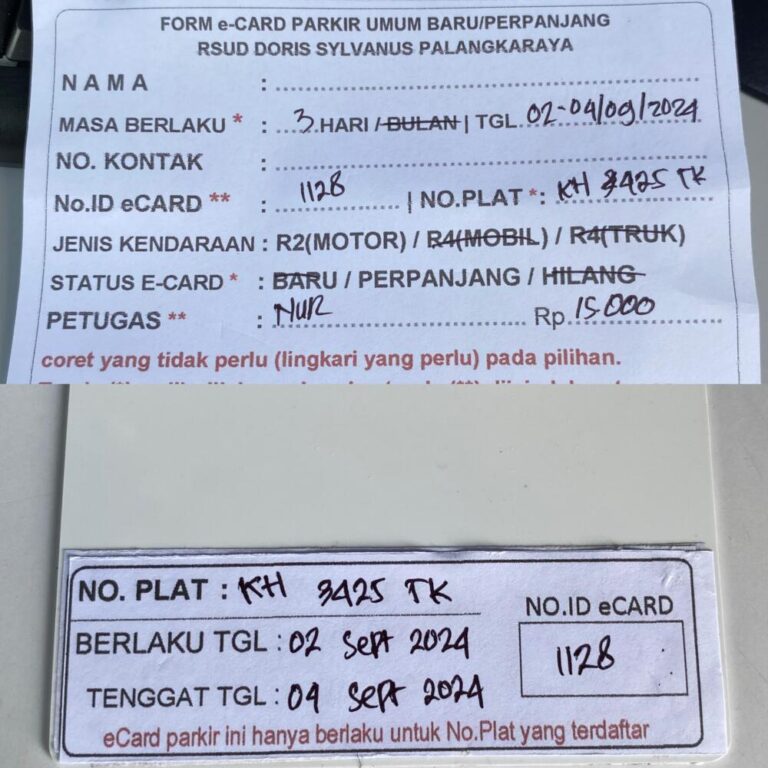 FORM e-CARD PARKIR UMUM BARU/PERPANJANG
RSUD DORIS SYLVANUS PALANGKARAYA
N A M A :
MASA BERLAKU * : 3 HARI / BULAN | TGL 02-04/09/2024
NO. KONTAK :
No.ID eCARD ** : 1128 | NO.PLAT *: KH 3425 TK
JENIS KENDARAAN : R2(MOTOR) / R4(MOBIL) / R4(TRUK)
STATUS E-CARD * : BARU / PERPANJANG / HILANG
PETUGAS ** : NUR Rp 15.000
coret yang tidak perlu (lingkari yang perlu) pada pilihan.
NO. PLAT : KH 3425 TK
NO.ID eCARD
BERLAKU TGL : 02 Sept 2024
1128
TENGGAT TGL : 04 Sept 2024
eCard parkir ini hanya berlaku untuk No.Plat yang terdaftar